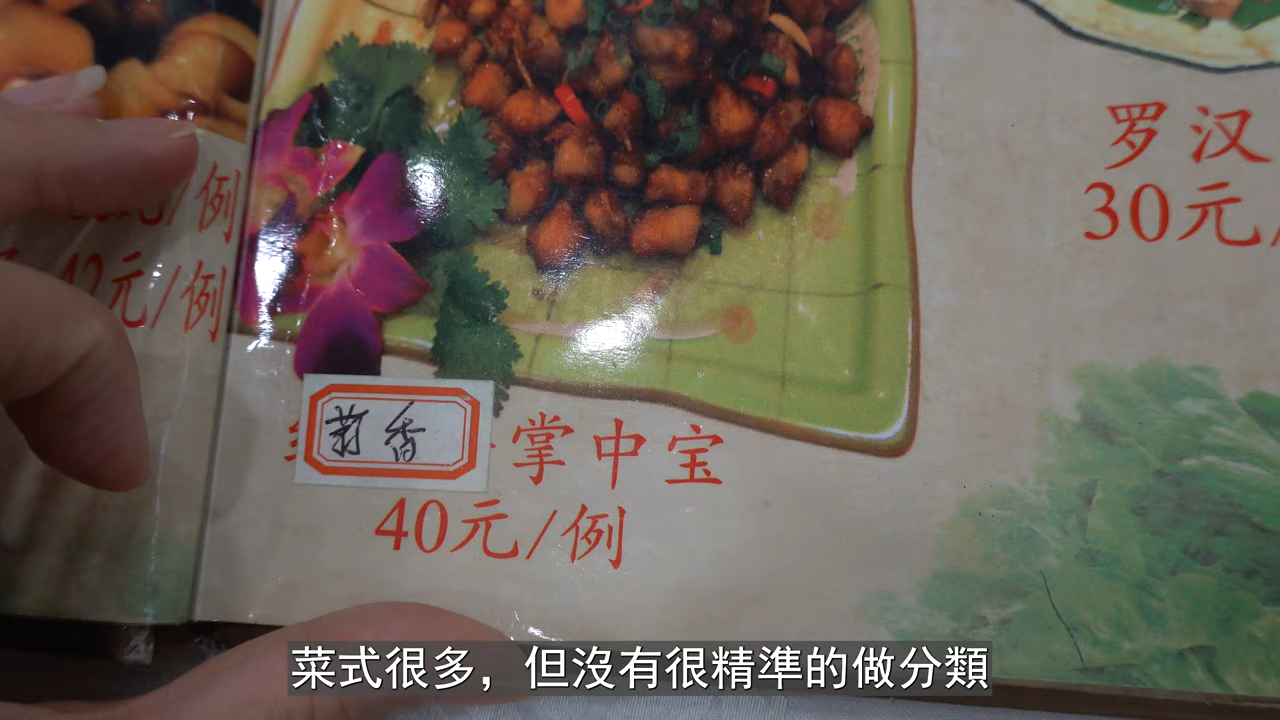 元/例
42元/例
香
掌中宝
40元/例
罗汉
30元/
菜式很多，但沒有很精準的做分類